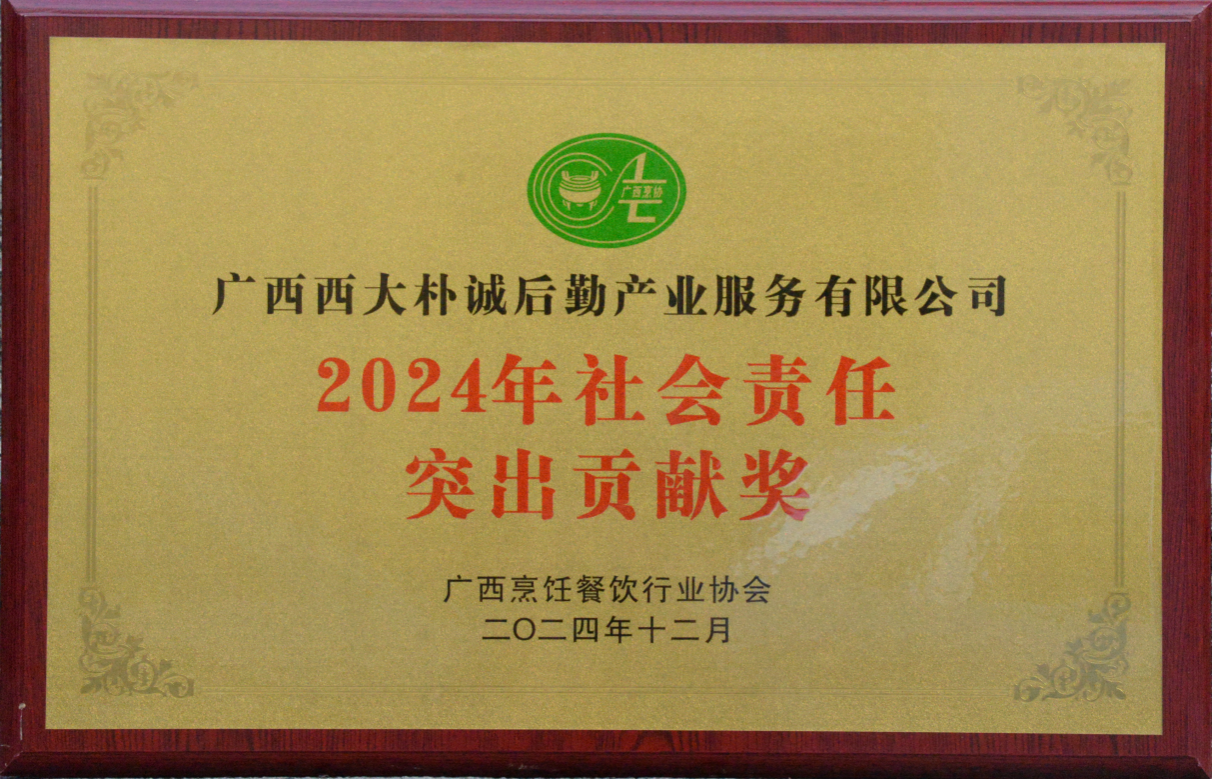 广西烹协
广西西大朴诚后勤产业服务有限公司
2024年社会责任
突出贡献奖
广西烹饪餐饮行业协会
二〇二四年十二月